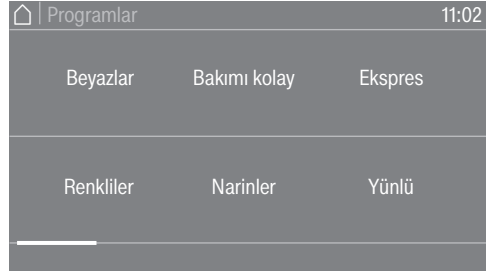 Programlar 11:02
Beyazlar Bakımı kolay Ekspres
Renkliler Narinler Yünlü